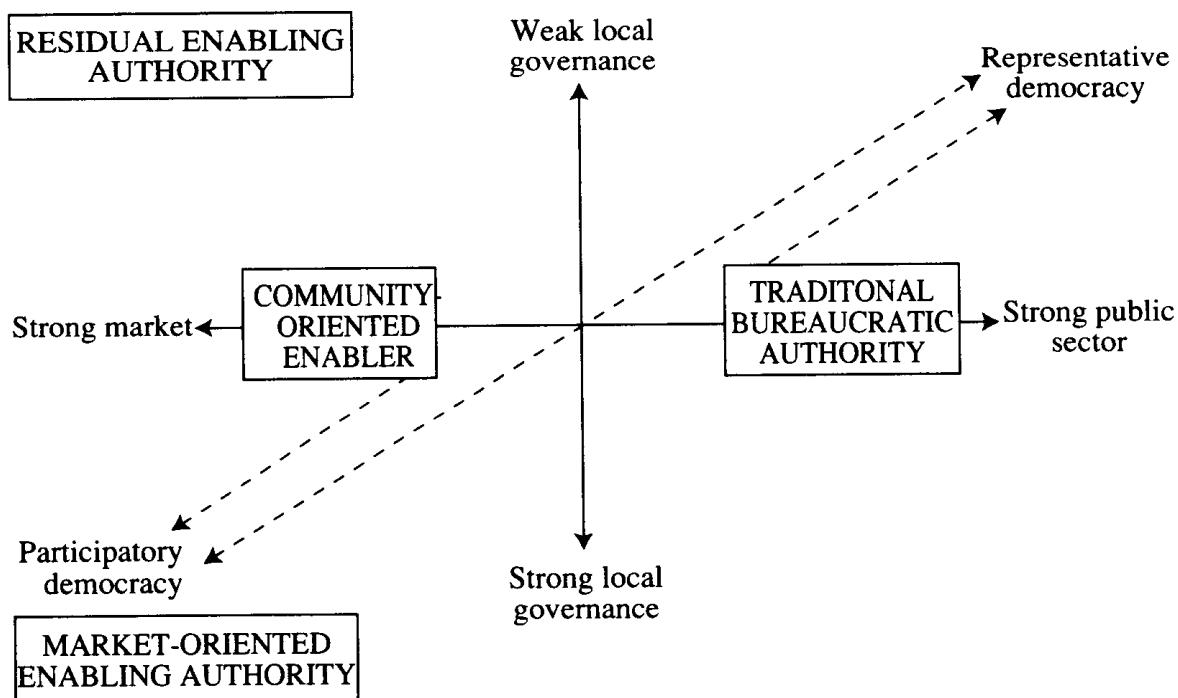 RESIDUAL ENABLING
AUTHORITY
Weak local
governance
Representative
democracy
Strong market
COMMUNITY
ORIENTED
ENABLER
TRADITONAL
BUREAUCRATIC
AUTHORITY
Strong public
sector
Participatory
democracy
Strong local
governance
MARKET-ORIENTED
ENABLING AUTHORITY